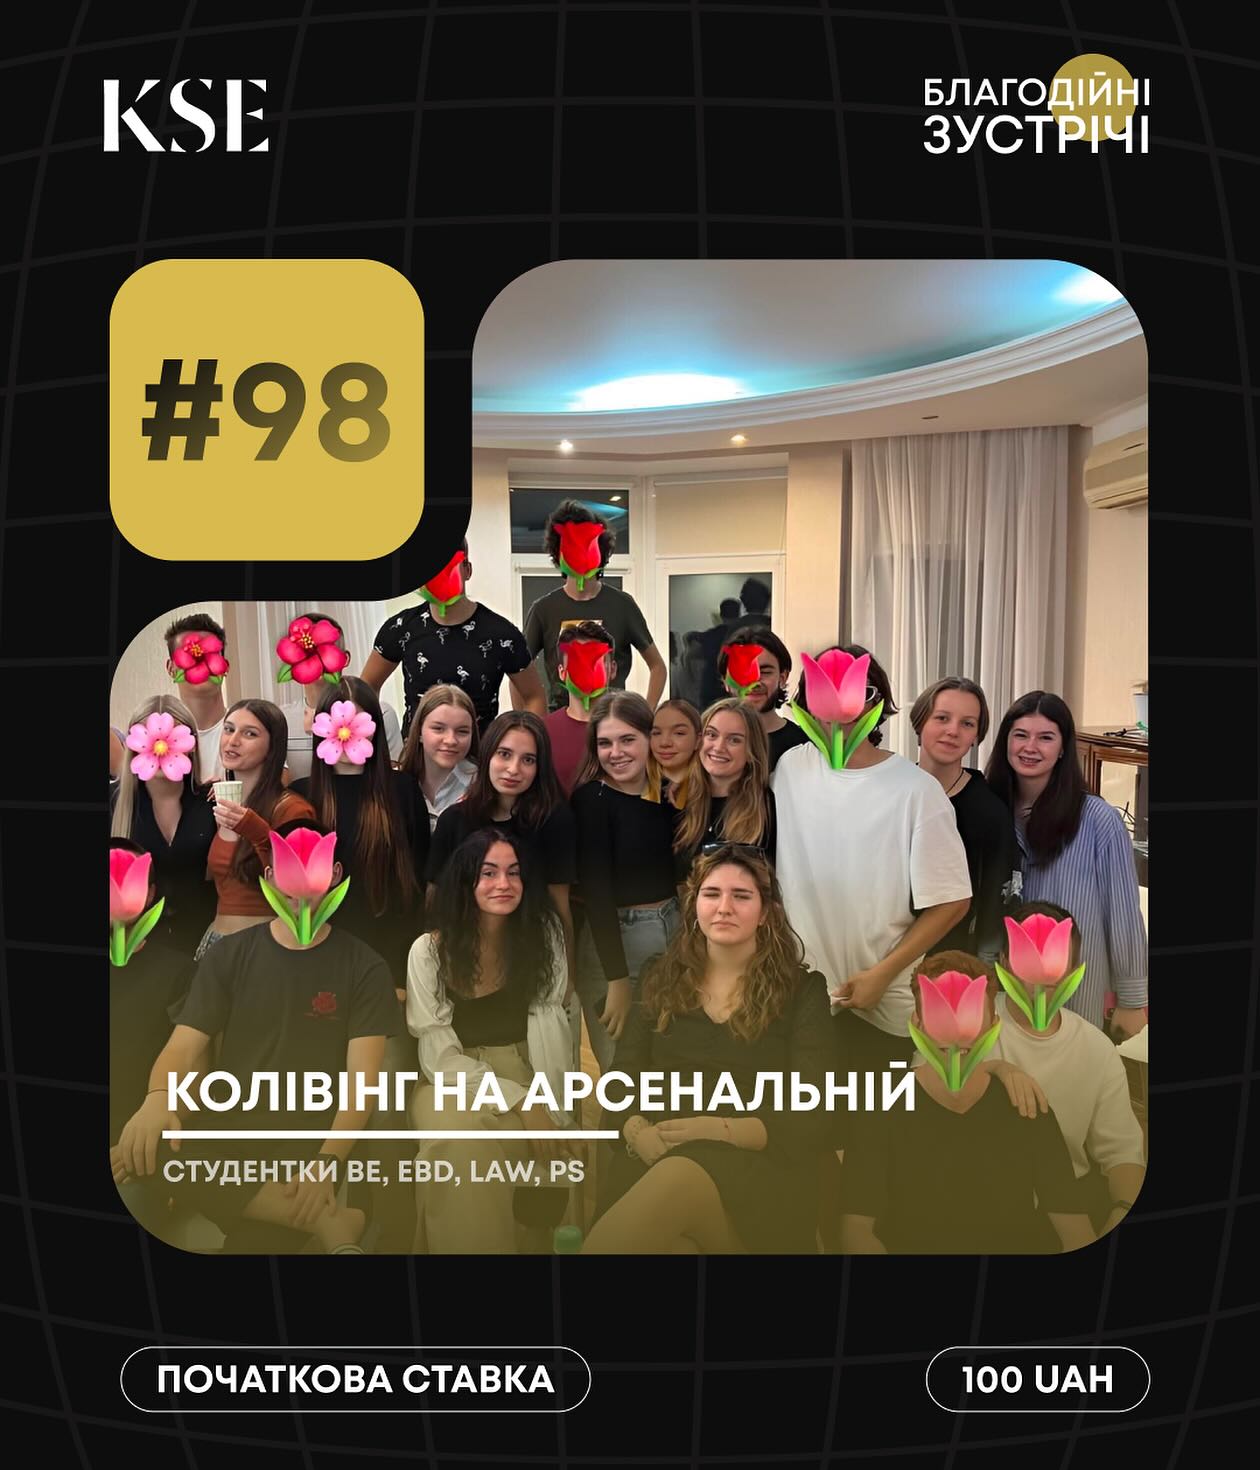 KSE
БЛАГОДІЙНІ
ЗУСТРІЧІ
#98
КОЛІВІНГ НА АРСЕНАЛЬНІЙ
СТУДЕНТКИ BE, EBD, LAW, PS
ПОЧАТКОВА СТАВКА
100 UAH